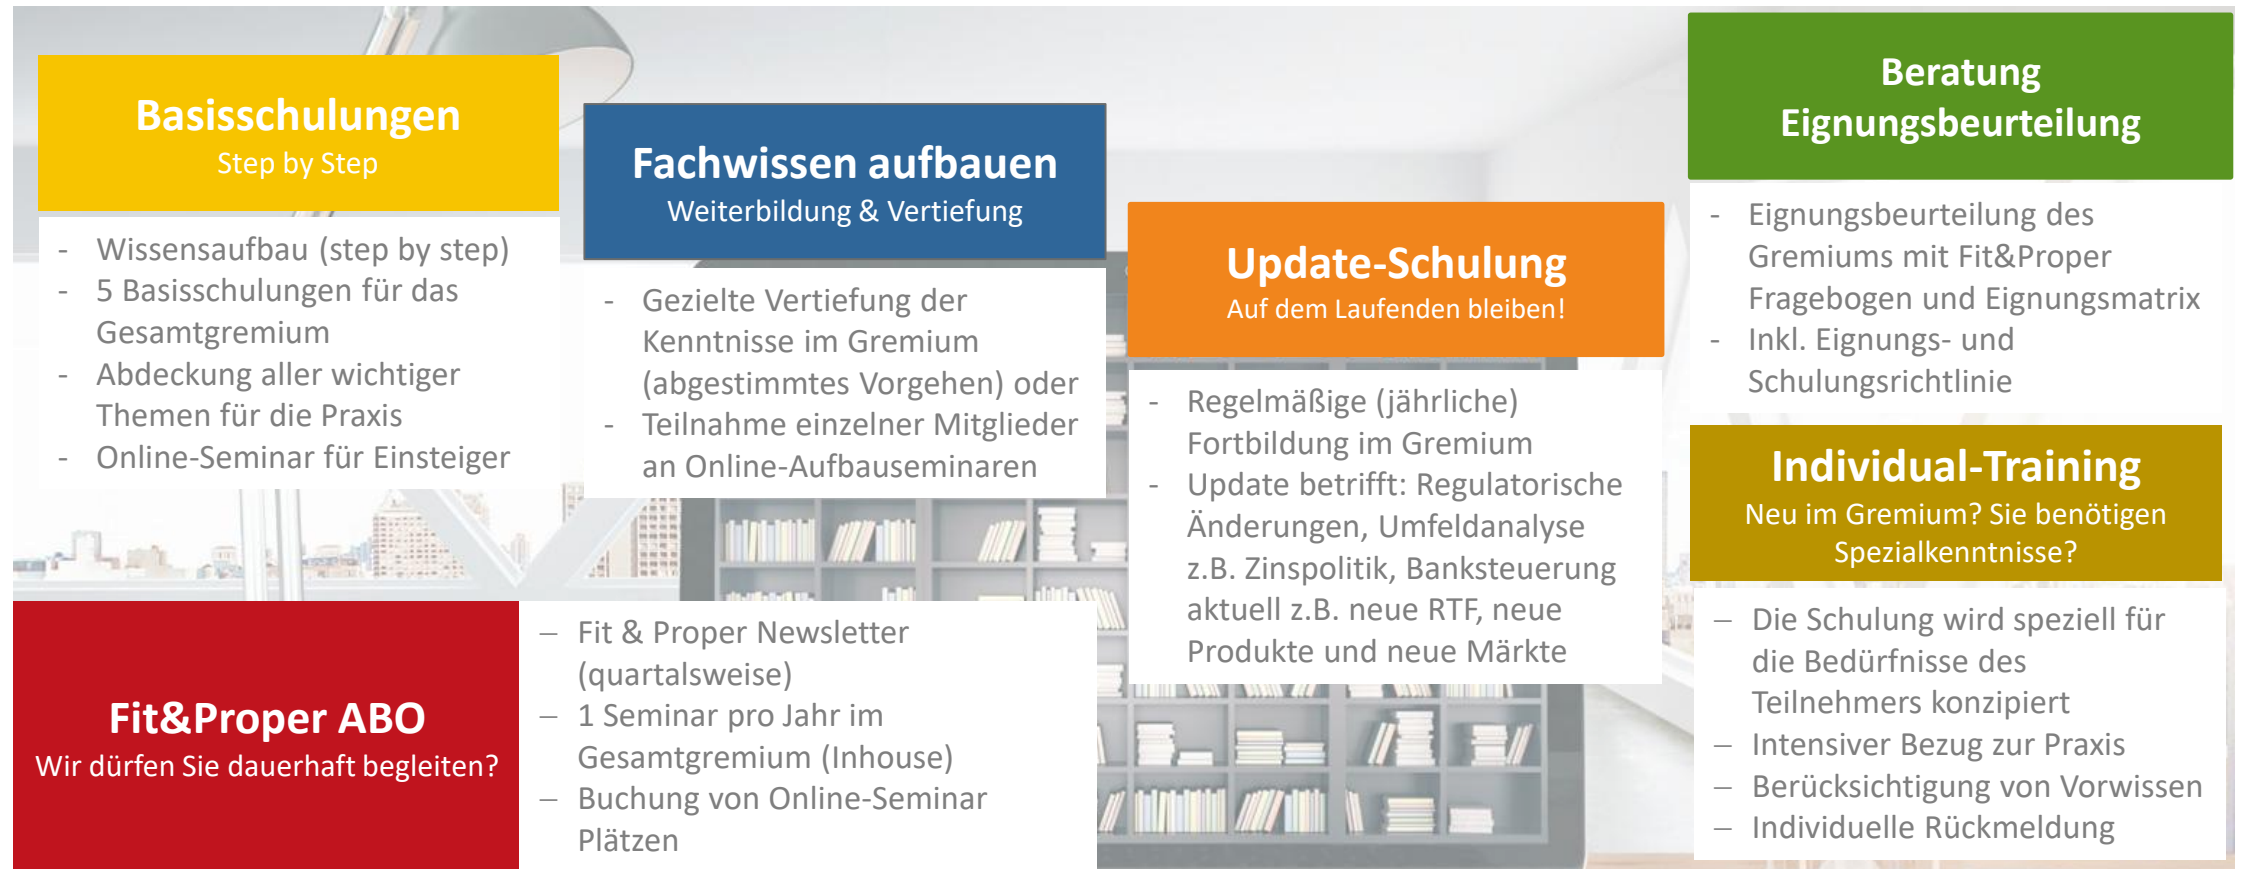 Basisschulungen
Step by Step
- Wissensaufbau (step by step)
- 5 Basisschulungen für das
Gesamtgremium
- Abdeckung aller wichtiger
Themen für die Praxis
- Online-Seminar für Einsteiger
Fachwissen aufbauen
Weiterbildung & Vertiefung
- Gezielte Vertiefung der
Kenntnisse im Gremium
(abgestimmtes Vorgehen) oder
- Teilnahme einzelner Mitglieder
an Online-Aufbauseminaren
Update-Schulung
Auf dem Laufenden bleiben!
- Regelmäßige (jährliche)
Fortbildung im Gremium
- Update betrifft: Regulatorische
Änderungen, Umfeldanalyse
z.B. Zinspolitik, Banksteuerung
aktuell z.B. neue RTF, neue
Produkte und neue Märkte
Beratung
Eignungsbeurteilung
- Eignungsbeurteilung des
Gremiums mit Fit&Proper
Fragebogen und Eignungsmatrix
- Inkl. Eignungs- und
Schulungsrichtlinie
Individual-Training
Neu im Gremium? Sie benötigen
Spezialkenntnisse?
– Die Schulung wird speziell für
die Bedürfnisse des
Teilnehmers konzipiert
– Intensiver Bezug zur Praxis
– Berücksichtigung von Vorwissen
– Individuelle Rückmeldung
Fit&Proper ABO
Wir dürfen Sie dauerhaft begleiten?
– Fit & Proper Newsletter
(quartalsweise)
– 1 Seminar pro Jahr im
Gesamtgremium (Inhouse)
– Buchung von Online-Seminar
Plätzen